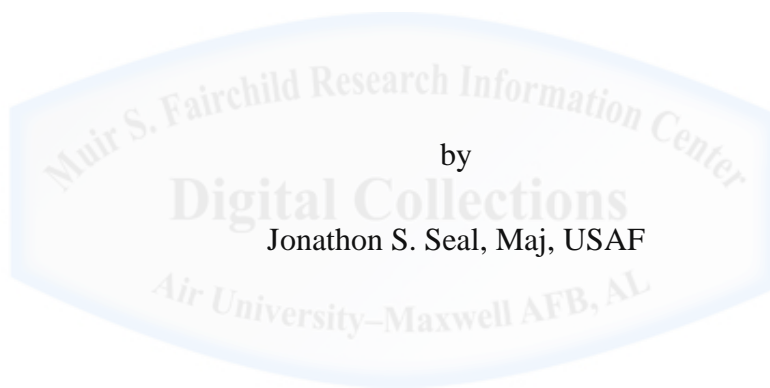 Muir S. Fairchild Research Information Center
by
Digital Collections
Jonathon S. Seal, Maj, USAF
Air University–Maxwell AFB, AL